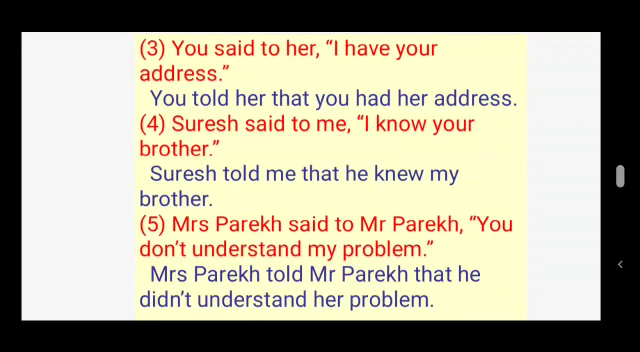 (3) You said to her, “I have your
address.”
You told her that you had her address.
(4) Suresh said to me, “I know your
brother.”
Suresh told me that he knew my
brother.
(5) Mrs Parekh said to Mr Parekh, “You
don’t understand my problem.”
Mrs Parekh told Mr Parekh that he
didn’t understand her problem.